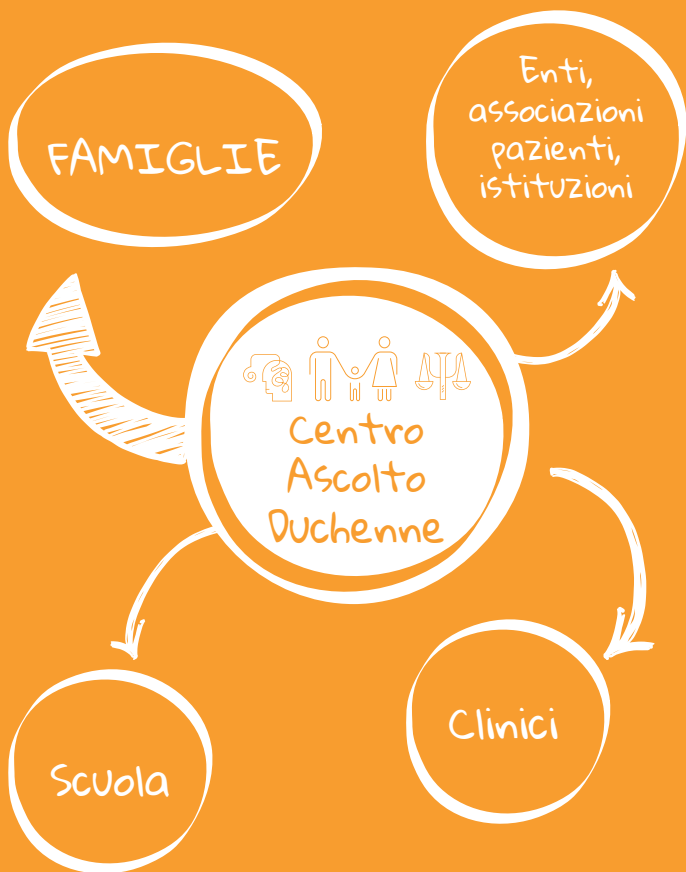 FAMIGLIE
Enti,
associazioni
pazienti,
istituzioni
Centro
Ascolto
Duchenne
Scuola
Clinici